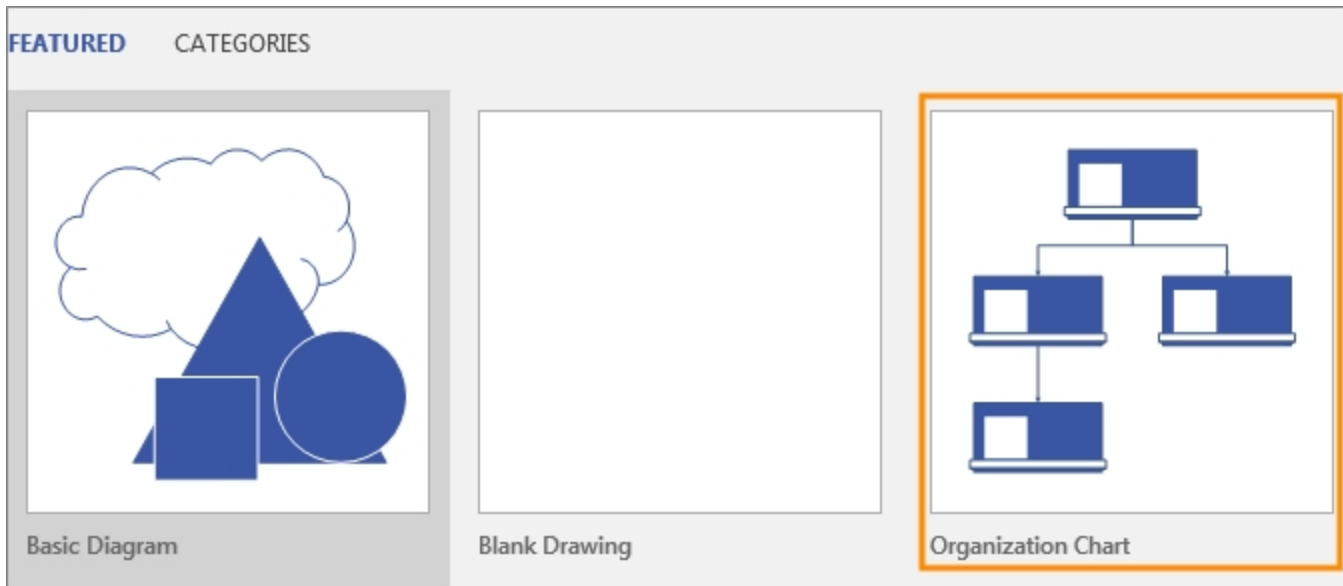 FEATURED CATEGORIES
Basic Diagram
Blank Drawing
Organization Chart